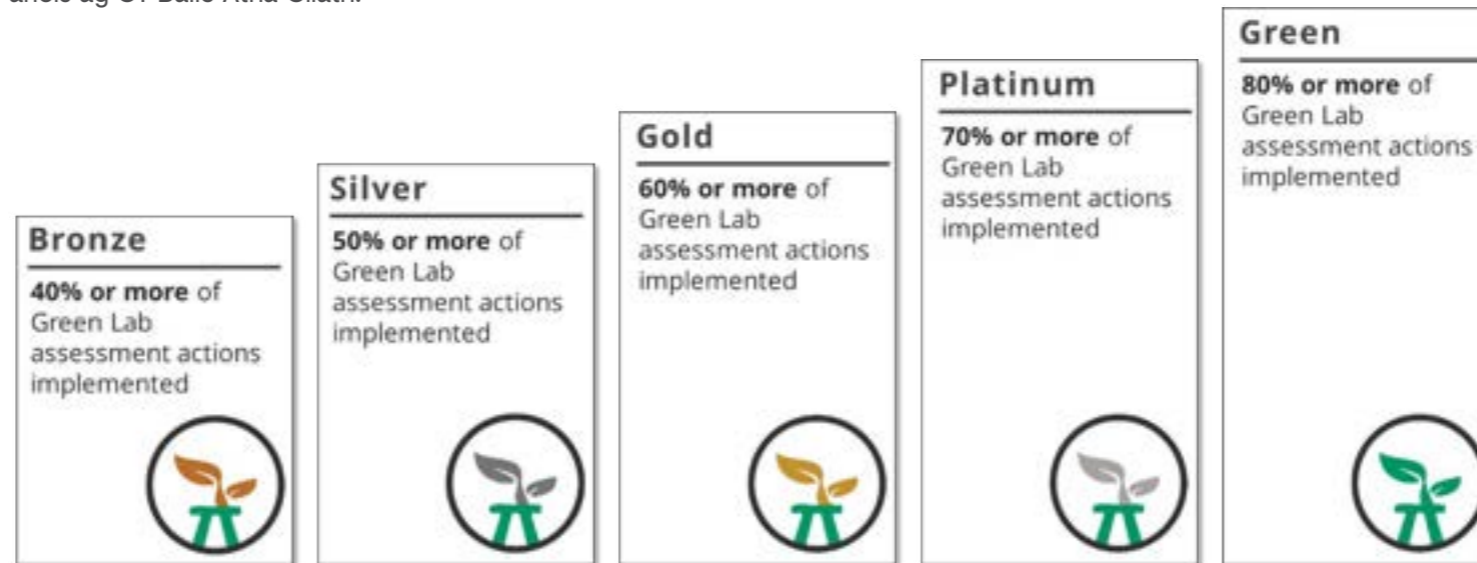 Bronze
40% or more of
Green Lab
assessment actions
implemented
Silver
50% or more of
Green Lab
assessment actions
implemented
Gold
60% or more of
Green Lab
assessment actions
implemented
Platinum
70% or more of
Green Lab
assessment actions
implemented
Green
80% or more of
Green Lab
assessment actions
implemented